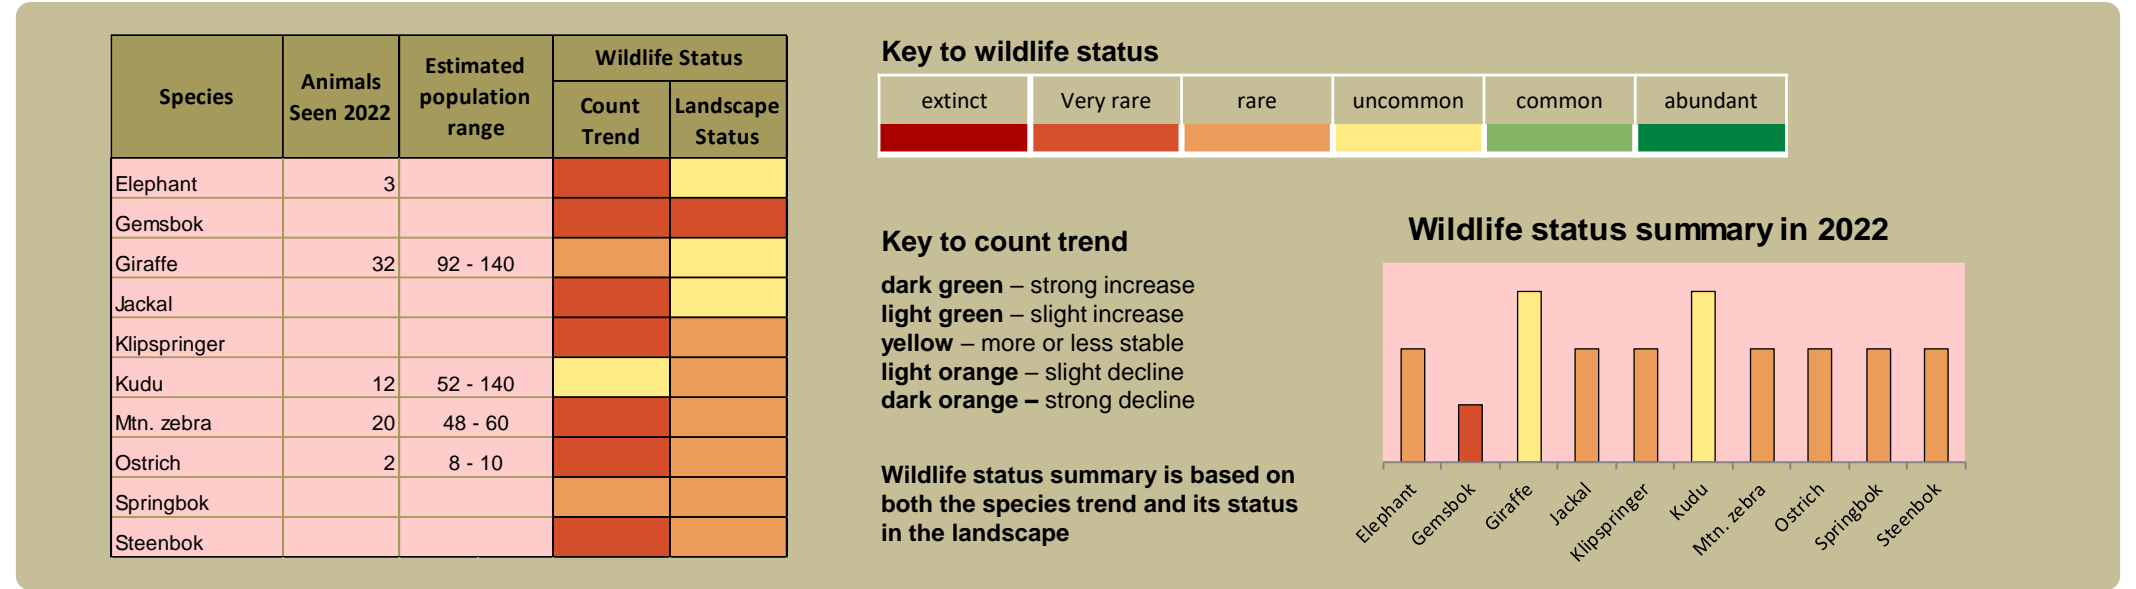 Species
Animals
Seen 2022
Estimated
population
range
Wildlife Status
Count
Trend
Landscape
Status
Elephant 3
Gemsbok
Giraffe 32 92 - 140
Jackal
Klipspringer
Kudu 12 52 - 140
Mtn. zebra 20 48 - 60
Ostrich 2 8 - 10
Springbok
Steenbok
Key to wildlife status
extinct Very rare rare uncommon common abundant
Key to count trend
dark green – strong increase
light green – slight increase
yellow – more or less stable
light orange – slight decline
dark orange – strong decline
Wildlife status summary is based on
both the species trend and its status
in the landscape
Wildlife status summary in 2022
Elephant
Gemsbok
Giraffe
Jackal
Klipspringer
Kudu
Mtn. zebra
Ostrich
Springbok
Steenbok